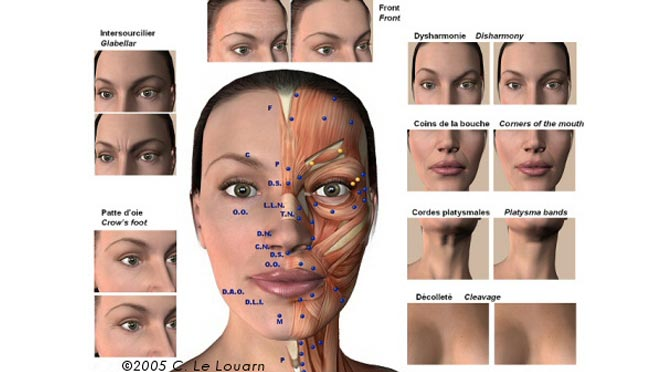 Front
Front
Intersourcilier
Glabellar
Dysharmonie Disharmony
Coins de la bouche Corners of the mouth
Patte d'oie
Crow's foot
Cordes platysmales Platysma bands
Décolleté Cleavage
F
C
P
D.S.
L.L.N.
O.O.
T.N.
D.N.
C.N.
D.S.
O.O.
D.A.O.
D.L.I.
M
P
©2005 C. Le Louarn